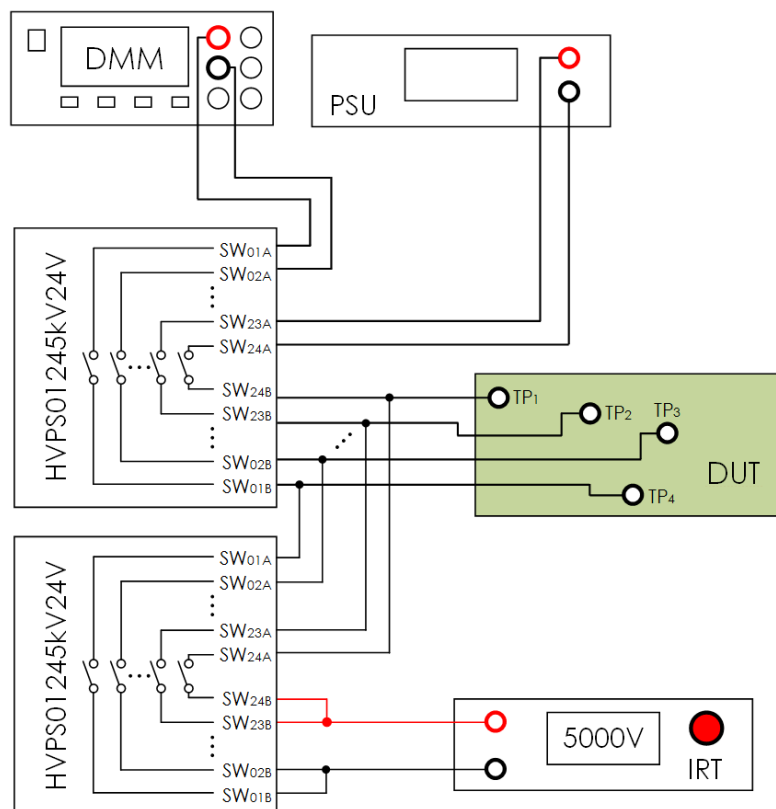 DMM
PSU
HVPS01245kV24V
SW01A
SW02A
SW23A
SW24A
SW24B
SW23B
SW02B
SW01B
TP1
TP2
TP3
TP4
DUT
HVPS01245kV24V
SW01A
SW02A
SW23A
SW24A
SW24B
SW23B
SW02B
SW01B
5000V
IRT